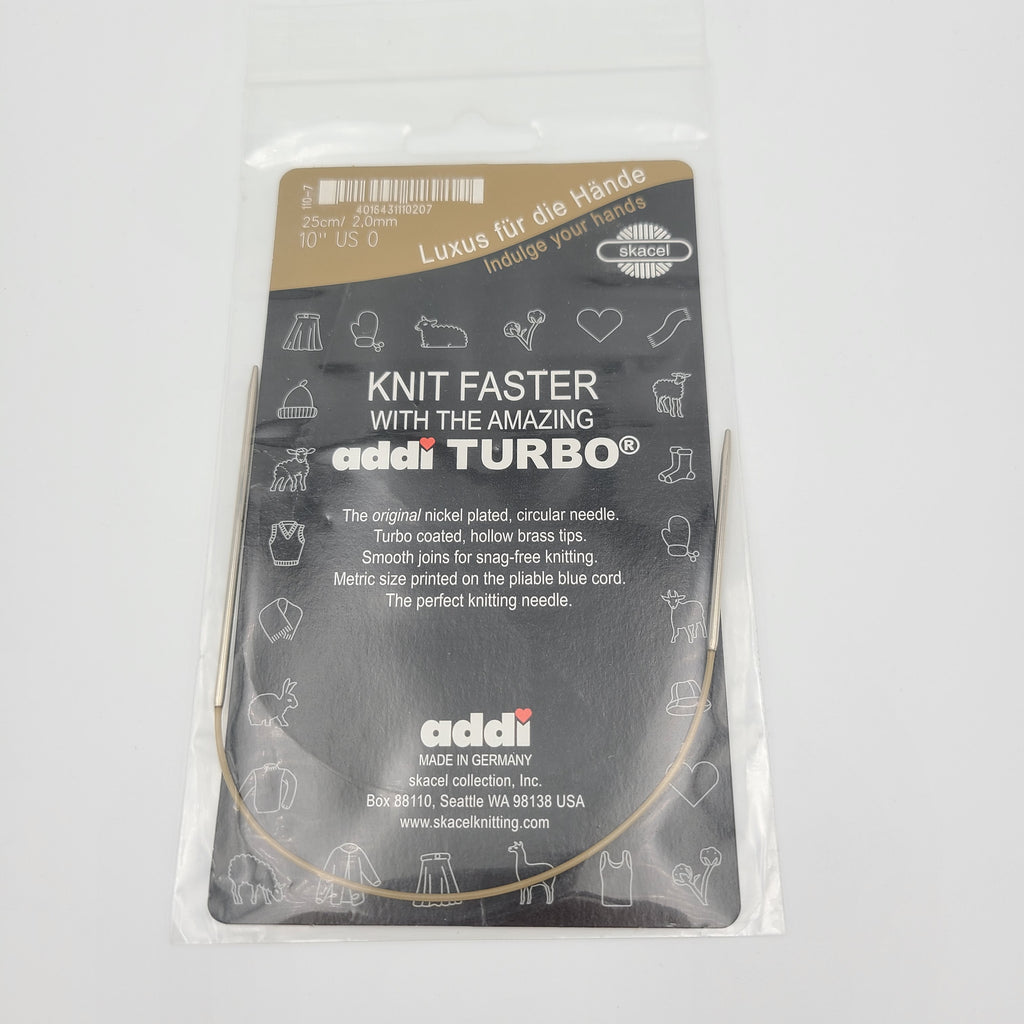 110-7
4016431110207
25cm/ 2,0mm
10" US 0
Luxus für die Hände
Indulge your hands
skacel
KNIT FASTER
WITH THE AMAZING
addi TURBO®
The original nickel plated, circular needle.
Turbo coated, hollow brass tips.
Smooth joins for snag-free knitting.
Metric size printed on the pliable blue cord.
The perfect knitting needle.
addi
MADE IN GERMANY
skacel collection, Inc.
Box 88110, Seattle WA 98138 USA
www.skacelknitting.com